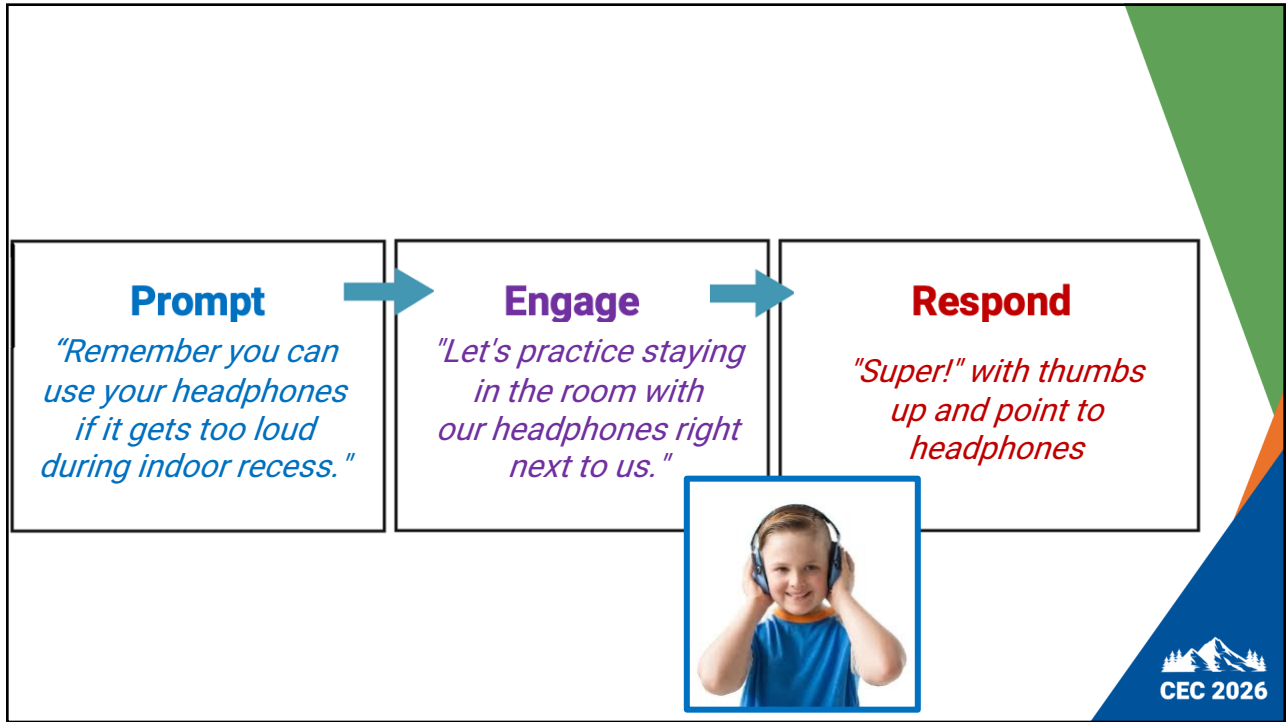 Prompt
“Remember you can
use your headphones
if it gets too loud
during indoor recess."
Engage
"Let's practice staying
in the room with
our headphones right
next to us."
Respond
"Super!" with thumbs
up and point to
headphones
CEC 2026